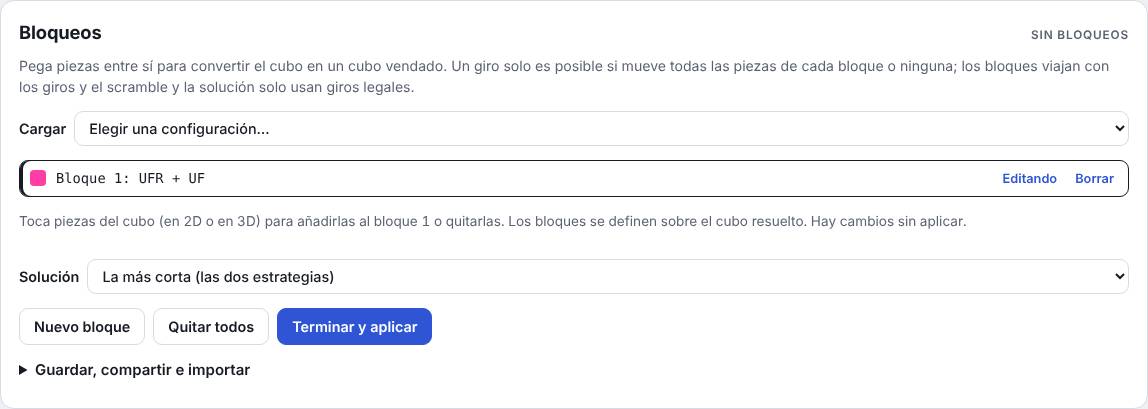 Bloqueos
SIN BLOQUEOS
Pega piezas entre sí para convertir el cubo en un cubo vendado. Un giro solo es posible si mueve todas las piezas de cada bloque o ninguna; los bloques viajan con
los giros y el scramble y la solución solo usan giros legales.
Cargar Elegir una configuración...
Bloque 1: UFR + UF Editando Borrar
Toca piezas del cubo (en 2D o en 3D) para añadirlas al bloque 1 o quitarlas. Los bloques se definen sobre el cubo resuelto. Hay cambios sin aplicar.
Solución La más corta (las dos estrategias)
Nuevo bloque Quitar todos Terminar y aplicar
Guardar, compartir e importar